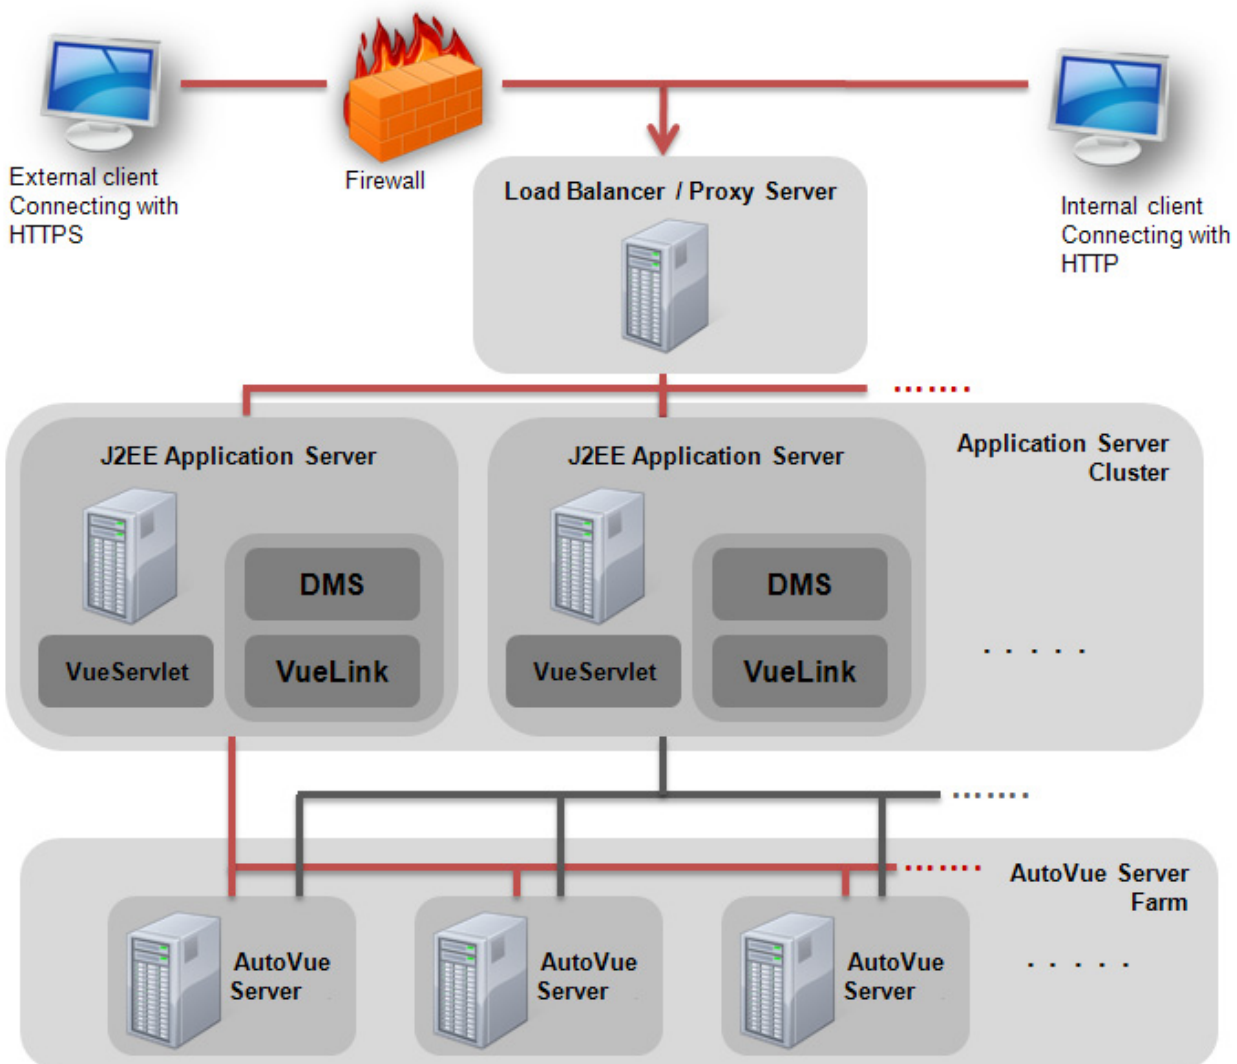 External client
Connecting with
HTTPS
Firewall
Load Balancer / Proxy Server
Internal client
Connecting with
HTTP
.......
J2EE Application Server
J2EE Application Server
Application Server
Cluster
DMS
DMS
VueServlet
VueLink
VueServlet
VueLink
. . . . .
.......
.......
AutoVue Server
Farm
AutoVue
Server
AutoVue
Server
AutoVue
Server
. . . . .